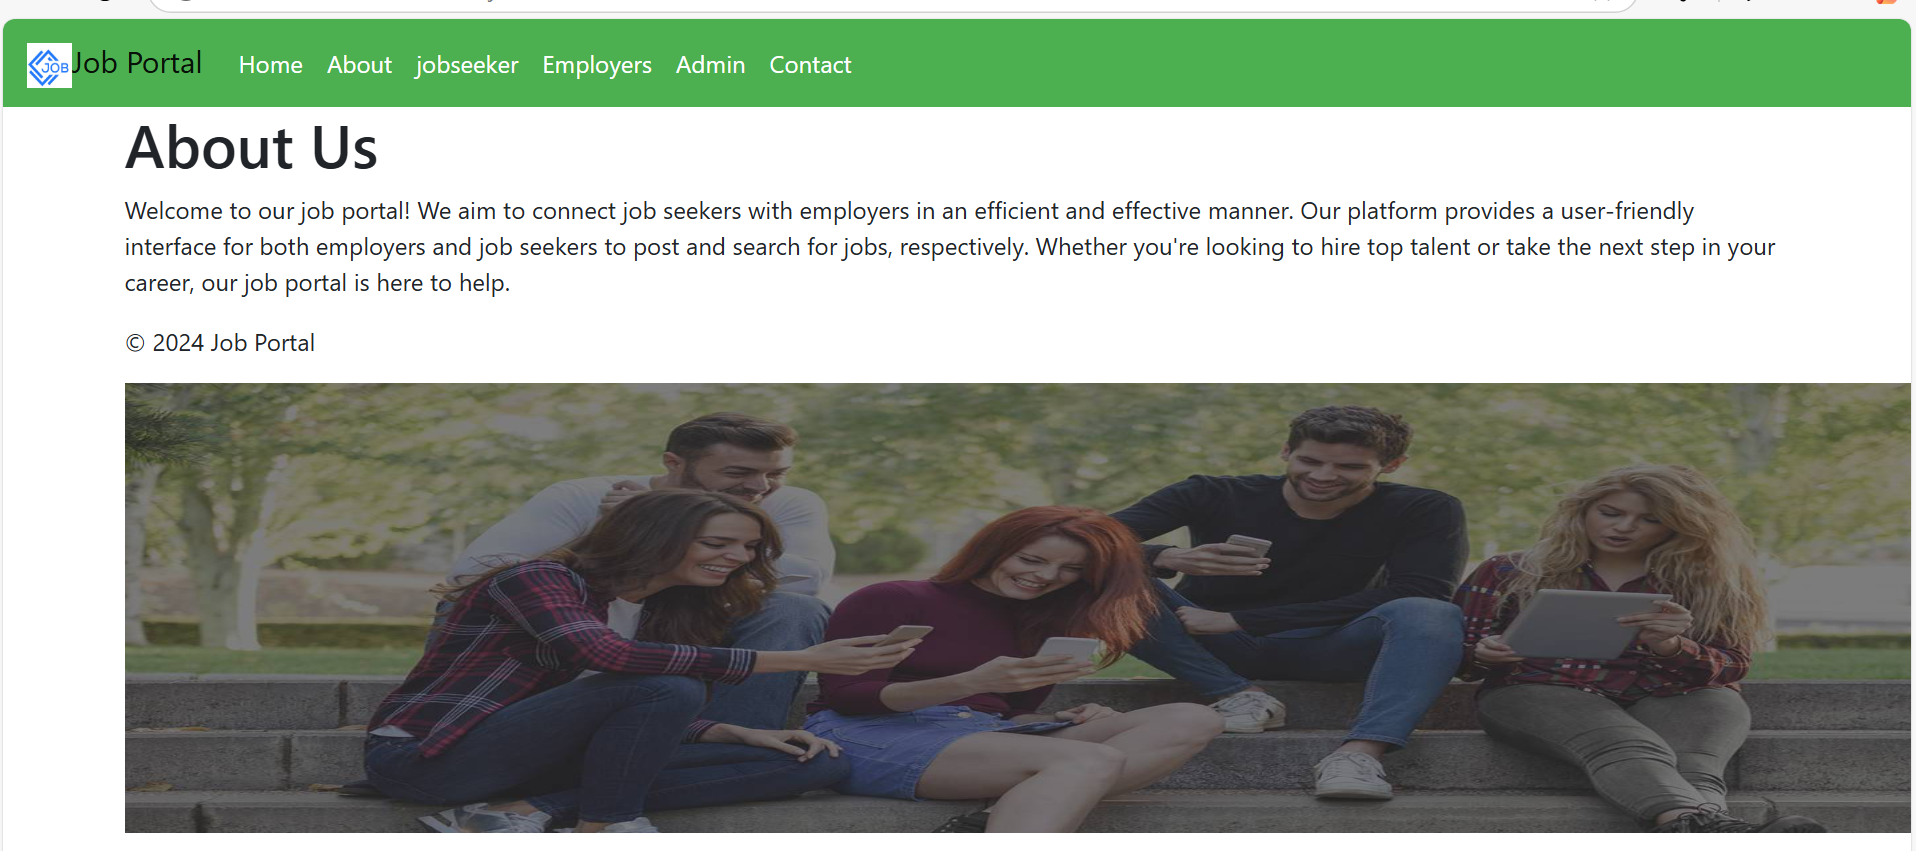 JOB Job Portal Home About jobseeker Employers Admin Contact
About Us
Welcome to our job portal! We aim to connect job seekers with employers in an efficient and effective manner. Our platform provides a user-friendly
interface for both employers and job seekers to post and search for jobs, respectively. Whether you're looking to hire top talent or take the next step in your
career, our job portal is here to help.
© 2024 Job Portal